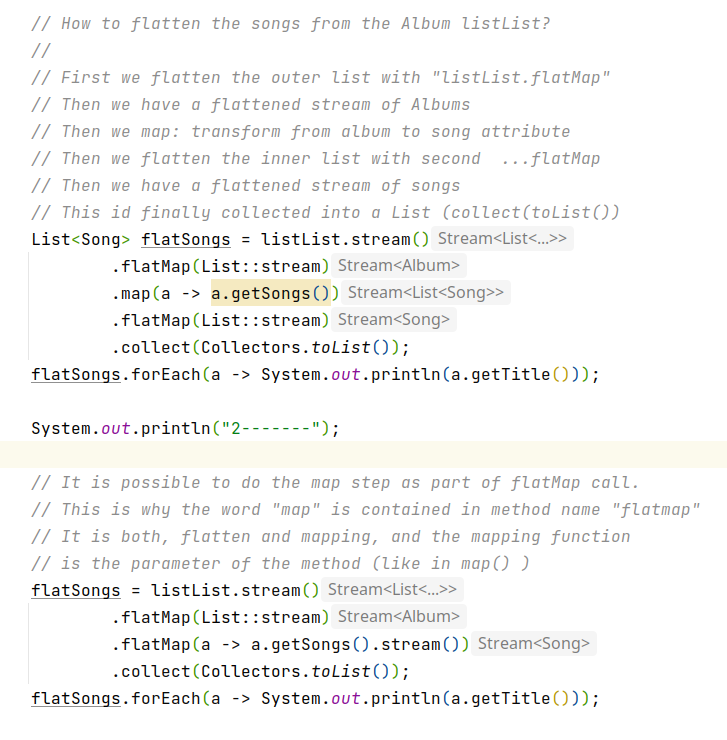 // How to flatten the songs from the Album listList?
//
// First we flatten the outer list with "listList.flatMap"
// Then we have a flattened stream of Albums
// Then we map: transform from album to song attribute
// Then we flatten the inner list with second  ...flatMap
// Then we have a flattened stream of songs
// This id finally collected into a List (collect(toList())
List<Song> flatSongs = listList.stream() Stream<List<...>>
.flatMap(List::stream) Stream<Album>
.map(a -> a.getSongs()) Stream<List<Song>>
.flatMap(List::stream) Stream<Song>
.collect(Collectors.toList());
flatSongs.forEach(a -> System.out.println(a.getTitle()));
System.out.println("2-------");
// It is possible to do the map step as part of flatMap call.
// This is why the word "map" is contained in method name "flatmap"
// It is both, flatten and mapping, and the mapping function
// is the parameter of the method (like in map() )
flatSongs = listList.stream() Stream<List<...>>
.flatMap(List::stream) Stream<Album>
.flatMap(a -> a.getSongs().stream()) Stream<Song>
.collect(Collectors.toList());
flatSongs.forEach(a -> System.out.println(a.getTitle()));